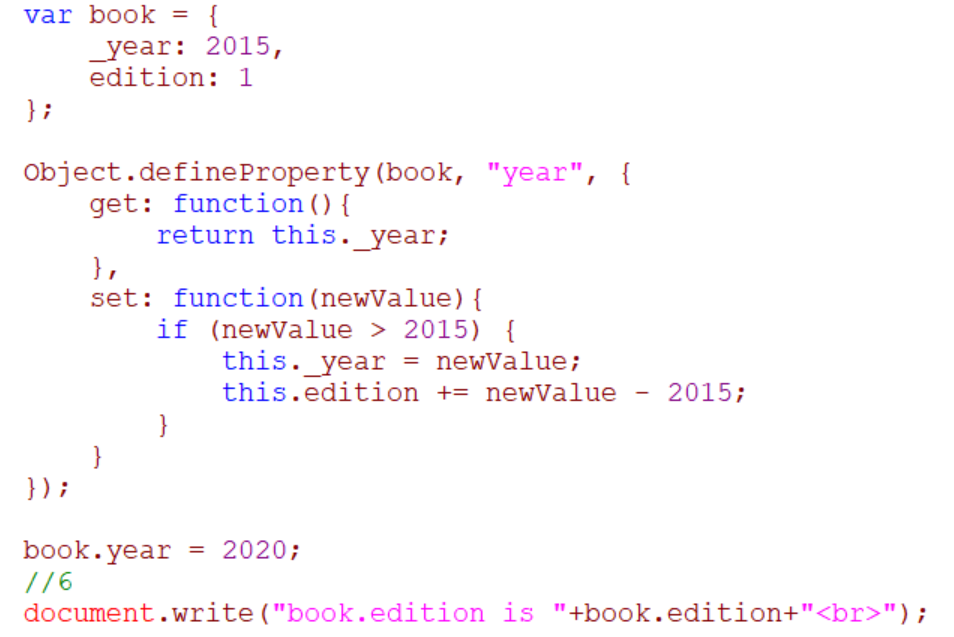 var book = {
    _year: 2015,
    edition: 1
};

Object.defineProperty(book, "year", {
    get: function(){
        return this._year;
    },
    set: function(newValue){
        if (newValue > 2015) {
            this._year = newValue;
            this.edition += newValue - 2015;
        }
    }
});

book.year = 2020;
//6
document.write("book.edition is "+book.edition+"<br>");